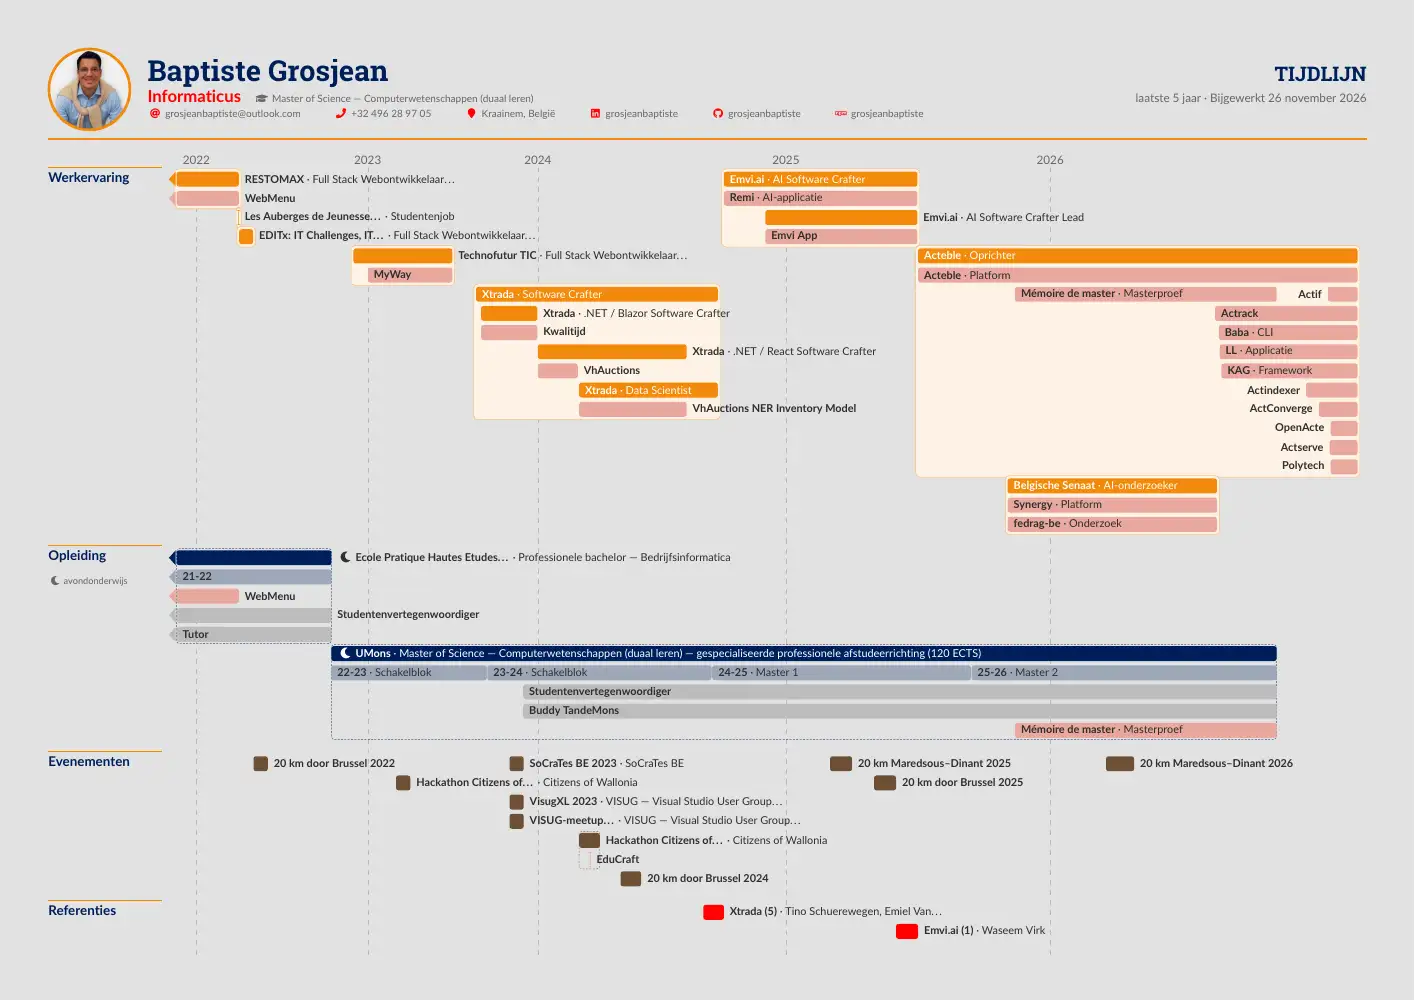 Baptiste Grosjean
TIJDLIJN
Informaticus Master of Science — Computerwetenschappen (duaal leren)
laatste 5 jaar · Bijgewerkt 26 november 2026
grosjeanbaptiste@outlook.com +32 496 28 97 05 Kraainem, België grosjeanbaptiste grosjeanbaptiste grosjeanbaptiste
2022 2023 2024 2025 2026
Werkervaring
RESTOMAX · Full Stack Webontwikkelaar…
Emvi.ai · AI Software Crafter
WebMenu
Remi · AI-applicatie
Les Auberges de Jeunesse… · Studentenjob
Emvi.ai · AI Software Crafter Lead
EDITx: IT Challenges, IT… · Full Stack Webontwikkelaar…
Emvi App
Technofutur TIC · Full Stack Webontwikkelaar…
Acteble · Oprichter
MyWay
Acteble · Platform
Xtrada · Software Crafter
Mémoire de master · Masterproef
Actif
Xtrada · .NET / Blazor Software Crafter
Actrack
Kwalitijd
Baba · CLI
Xtrada · .NET / React Software Crafter
LL · Applicatie
VhAuctions
KAG · Framework
Xtrada · Data Scientist
Actindexer
VhAuctions NER Inventory Model
ActConverge
OpenActe
Actserve
Polytech
Belgische Senaat · AI-onderzoeker
Synergy · Platform
fedrag-be · Onderzoek
Opleiding
Ecole Pratique Hautes Etudes… · Professionele bachelor — Bedrijfsinformatica
avondonderwijs
21-22
WebMenu
Studentenvertegenwoordiger
Tutor
UMons · Master of Science — Computerwetenschappen (duaal leren) — gespecialiseerde professionele afstudeerrichting (120 ECTS)
22-23 · Schakelblok 23-24 · Schakelblok 24-25 · Master 1 25-26 · Master 2
Studentenvertegenwoordiger
Buddy TandeMons
Mémoire de master · Masterproef
Evenementen
20 km door Brussel 2022
SoCraTes BE 2023 · SoCraTes BE
20 km Maredsous–Dinant 2025
20 km Maredsous–Dinant 2026
Hackathon Citizens of… · Citizens of Wallonia
20 km door Brussel 2025
VisugXL 2023 · VISUG — Visual Studio User Group…
VISUG-meetup… · VISUG — Visual Studio User Group…
Hackathon Citizens of… · Citizens of Wallonia
EduCraft
20 km door Brussel 2024
Referenties
Xtrada (5) · Tino Schuerewegen, Emiel Van…
Emvi.ai (1) · Waseem Virk